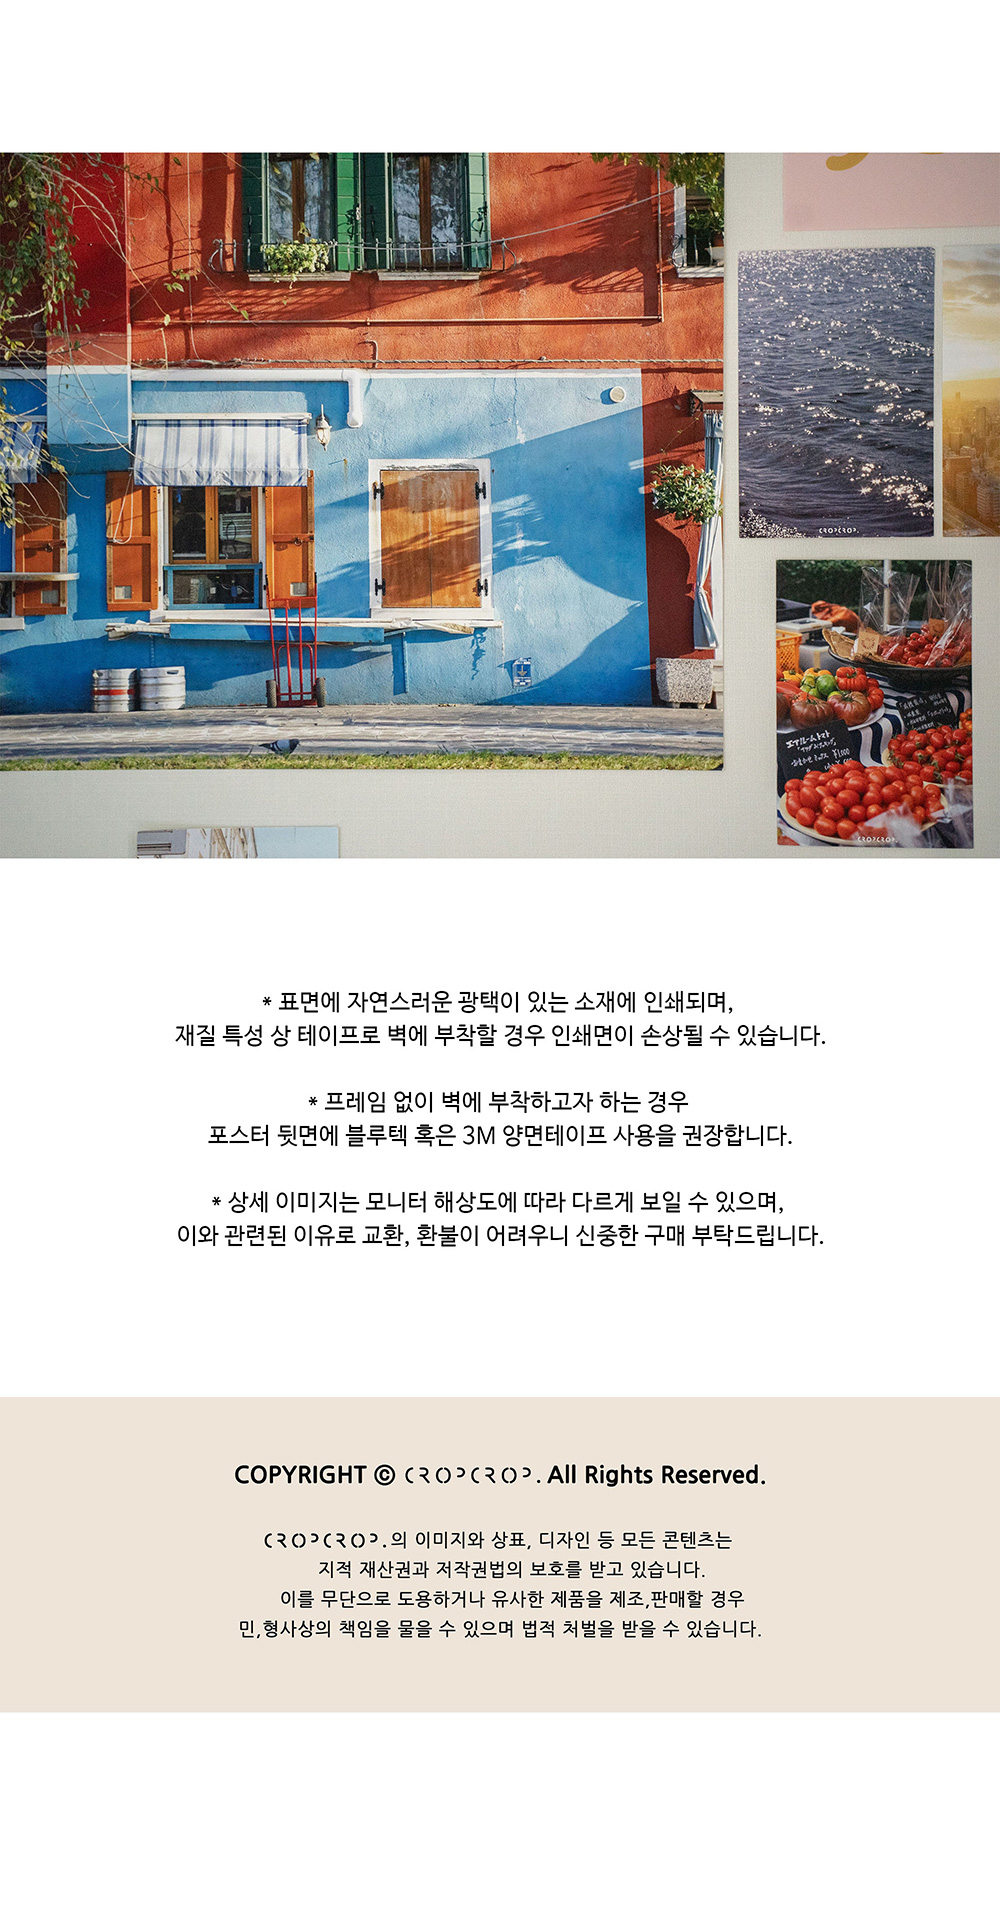 CROPCROP.
¥1,000
CROPCROP.
* 표면에 자연스러운 광택이 있는 소재에 인쇄되며,
재질 특성 상 테이프로 벽에 부착할 경우 인쇄면이 손상될 수 있습니다.
* 프레임 없이 벽에 부착하고자 하는 경우
포스터 뒷면에 블루텍 혹은 3M 양면테이프 사용을 권장합니다.
* 상세 이미지는 모니터 해상도에 따라 다르게 보일 수 있으며,
이와 관련된 이유로 교환, 환불이 어려우니 신중한 구매 부탁드립니다.
COPYRIGHT ⓒ CROPCROP. All Rights Reserved.
CROPCROP.의 이미지와 상표, 디자인 등 모든 콘텐츠는
지적 재산권과 저작권법의 보호를 받고 있습니다.
이를 무단으로 도용하거나 유사한 제품을 제조,판매할 경우
민,형사상의 책임을 물을 수 있으며 법적 처벌을 받을 수 있습니다.